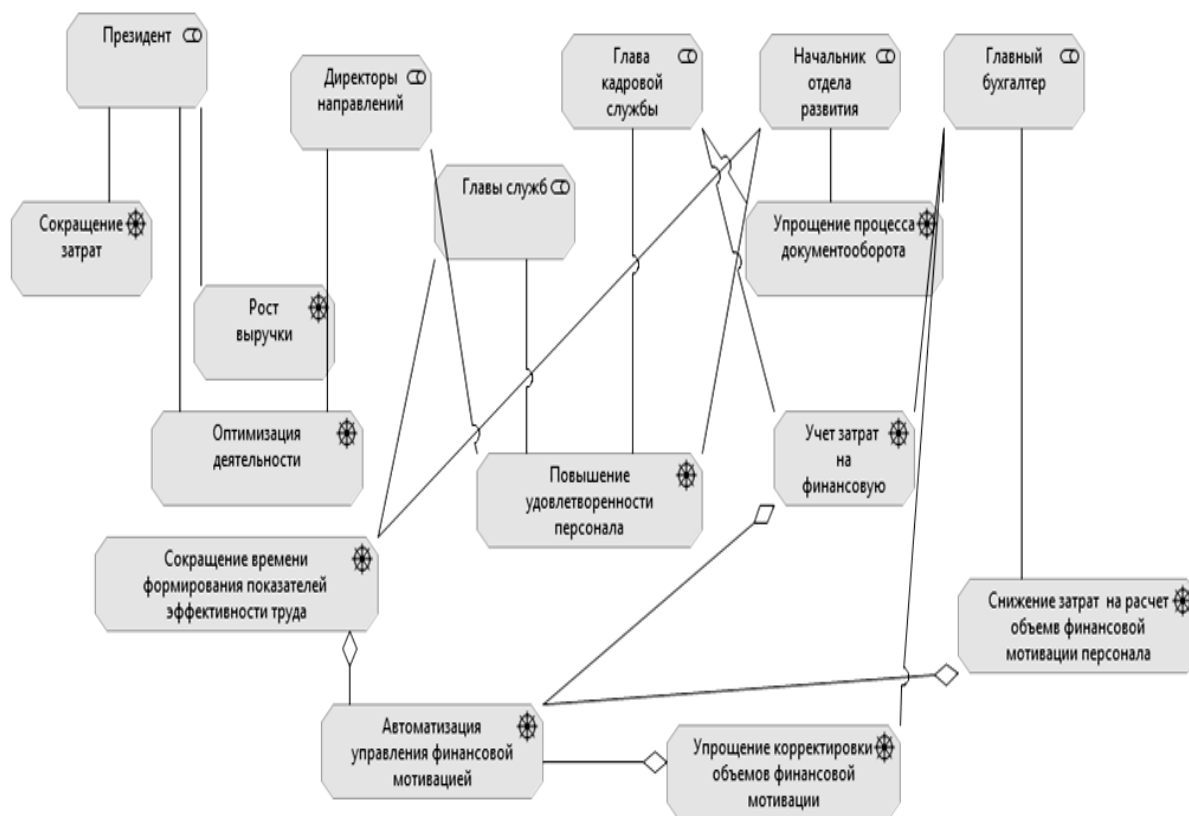 Президент
Директоры
направлений
Глава
кадровой
службы
Начальник
отдела
развития
Главный
бухгалтер
Главы служб
Сокращение
затрат
Упрощение процесса
документооборота
Рост
выручки
Оптимизация
деятельности
Повышение
удовлетворенности
персонала
Учет затрат
на
финансовую
Сокращение времени
формирования показателей
эффективности труда
Снижение затрат на расчет
объемв финансовой
мотивации персонала
Автоматизация
управления финансовой
мотивацией
Упрощение корректировки
объемов финансовой
мотивации